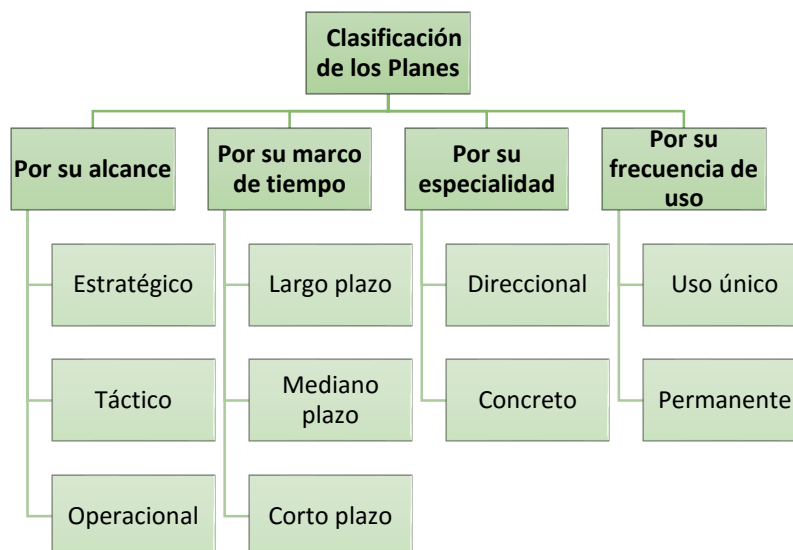 Clasificación
de los Planes
Por su alcance
Por su marco
de tiempo
Por su
especialidad
Por su
frecuencia de
uso
Estratégico
Largo plazo
Direccional
Uso único
Táctico
Mediano
plazo
Concreto
Permanente
Operacional
Corto plazo